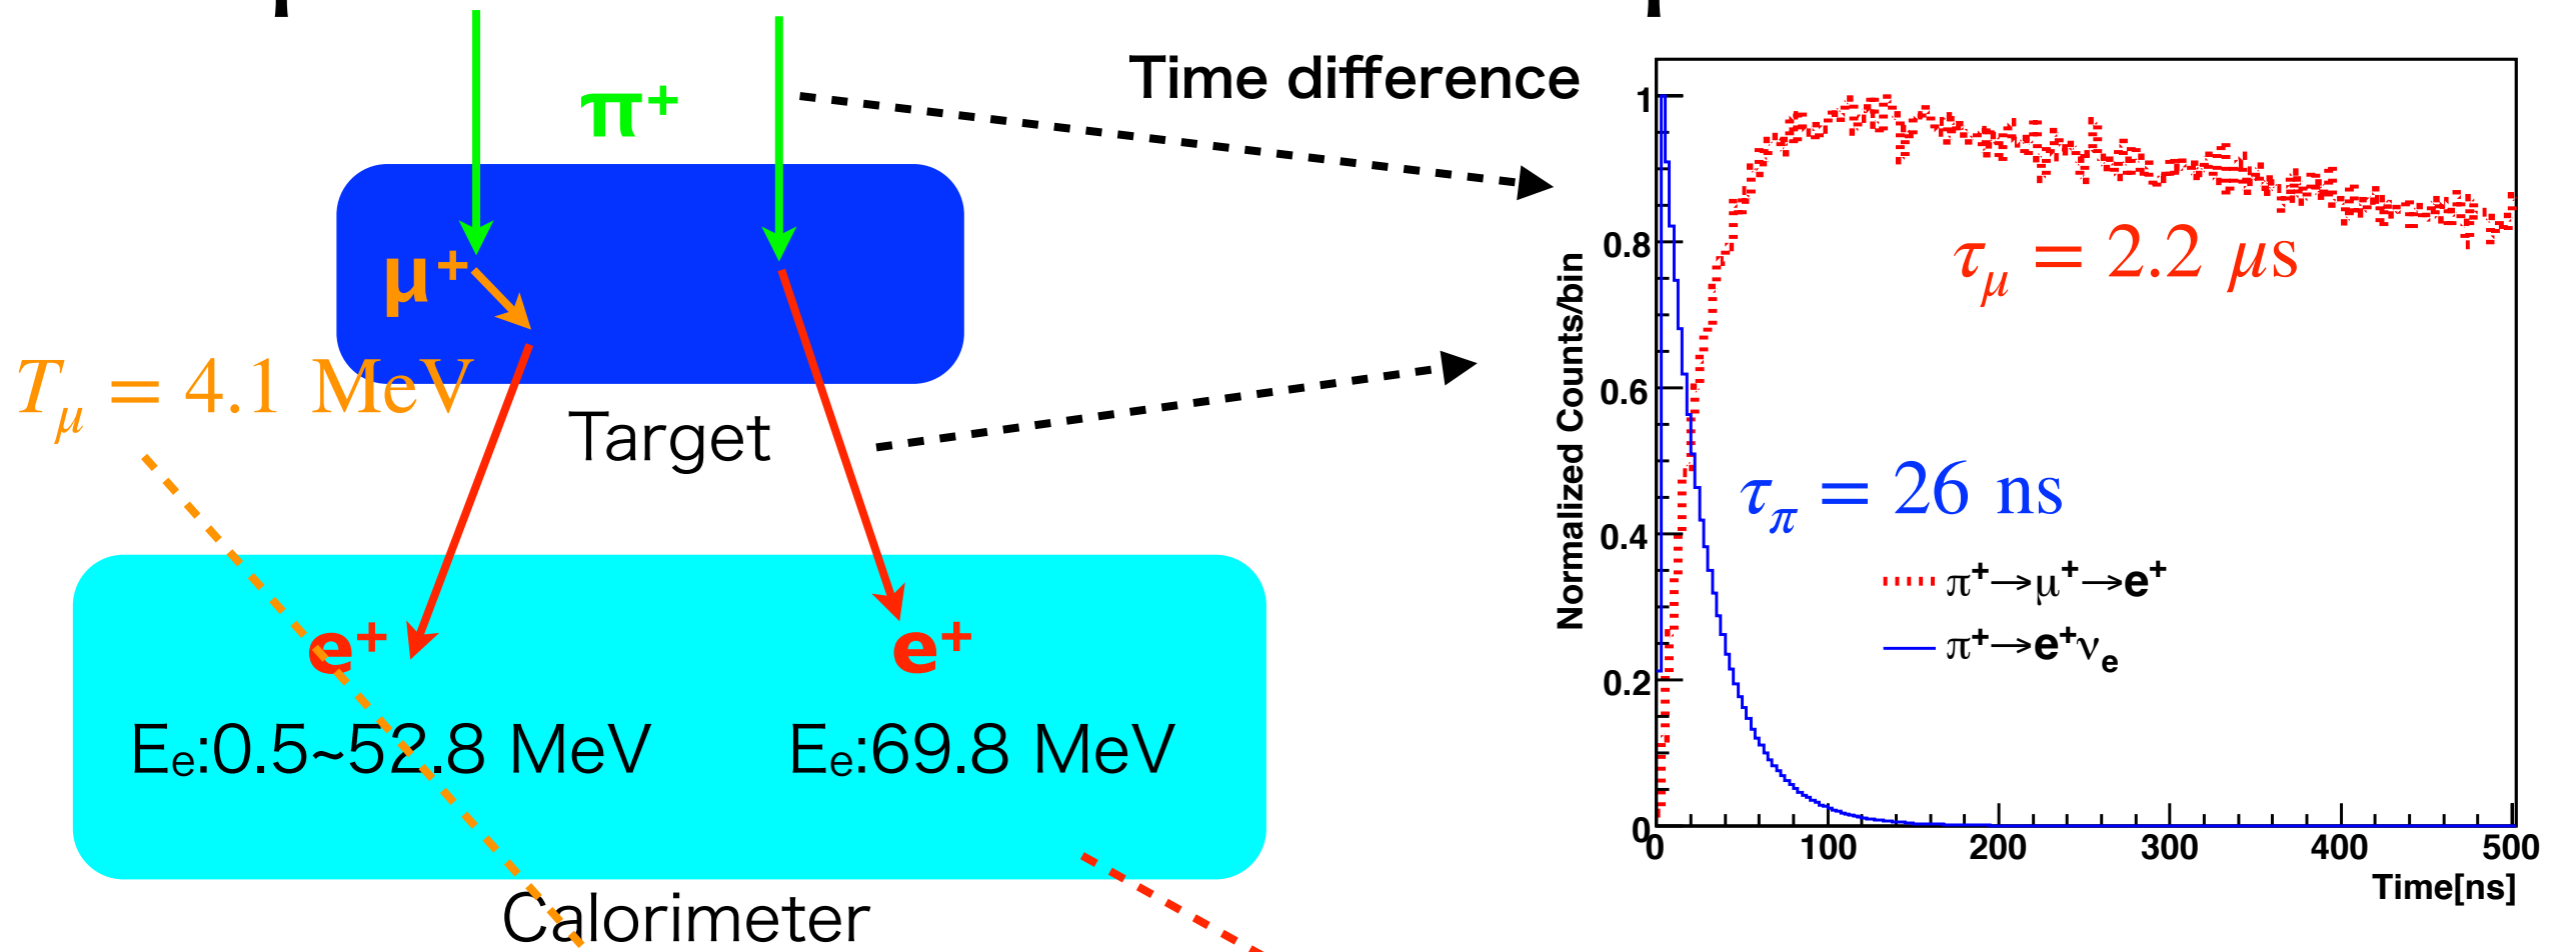 π⁺
Time difference
μ⁺
T_μ = 4.1 MeV
Target
e⁺
e⁺
Eₑ:0.5~52.8 MeV
Eₑ:69.8 MeV
Calorimeter
Normalized Counts/bin
1
0.8
0.6
0.4
0.2
0
τ_μ = 2.2 μs
τ_π = 26 ns
π⁺→μ⁺→e⁺
π⁺→e⁺νₑ
0 100 200 300 400 500
Time[ns]